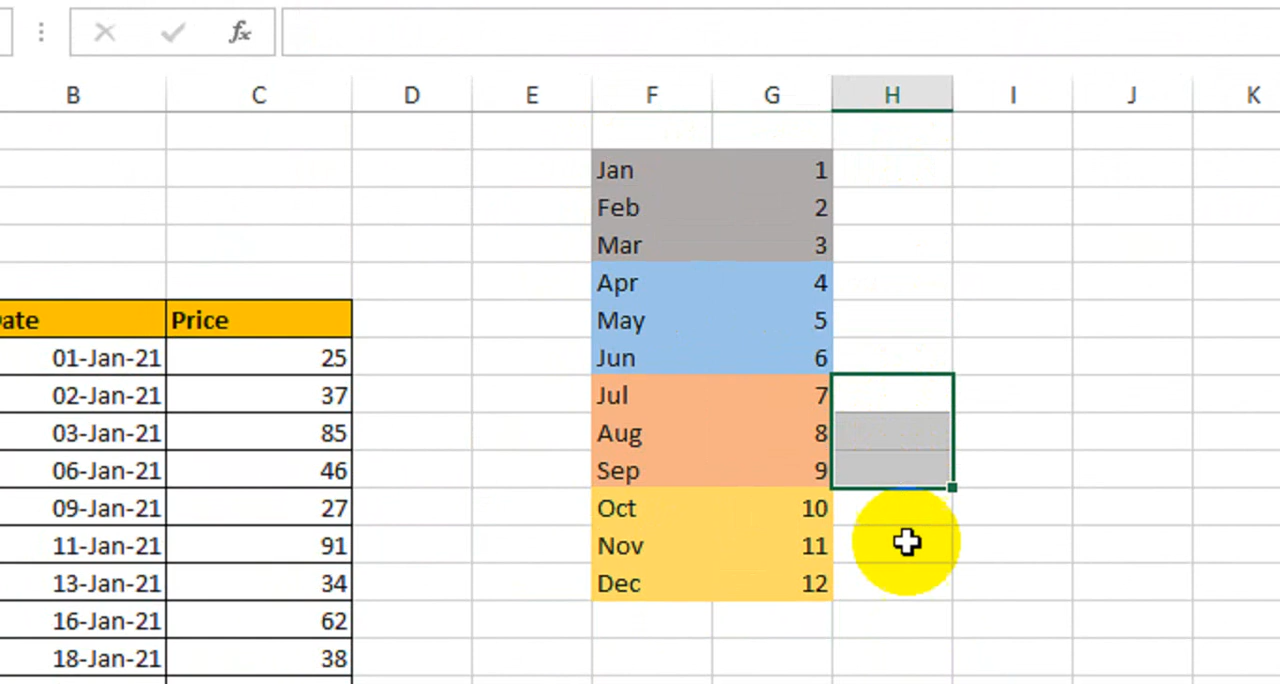 fx
B C D E F G H I J K
Jan 1
Feb 2
Mar 3
Apr 4
ate Price May 5
01-Jan-21 25 Jun 6
02-Jan-21 37 Jul 7
03-Jan-21 85 Aug 8
06-Jan-21 46 Sep 9
09-Jan-21 27 Oct 10
11-Jan-21 91 Nov 11
13-Jan-21 34 Dec 12
16-Jan-21 62
18-Jan-21 38